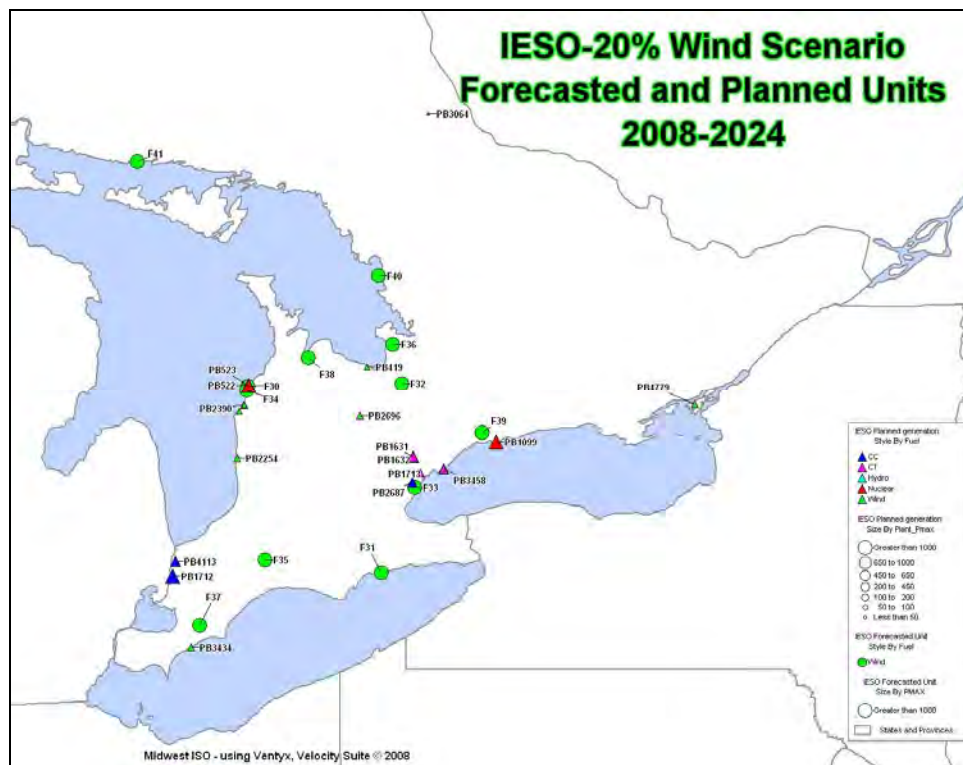 IESO-20% Wind Scenario
Forecasted and Planned Units
2008-2024
PB3064
F41
F40
F36
F38
PB419
F32
PB523
PB522
F30
F34
PB2390
PB2696
PB4779
F39
PB1099
PB2254
PB1631
PB1632
PB1713
PB3458
PB2687
F33
PB4113
PB1712
F35
F31
F37
PB3434
IESO Planned generation
Style By Fuel
CC
CT
Hydro
Nuclear
Wind
IESO Planned generation
Size By Plant_Pmax
Greater than 1000
650 to 1000
450 to 650
200 to 450
100 to 200
50 to 100
Less than 50
IESO Forecasted Unit
Style By Fuel
Wind
IESO Forecasted Unit
Size By PMAX
Greater than 1000
States and Provinces
Midwest ISO - using Ventyx, Velocity Suite © 2008